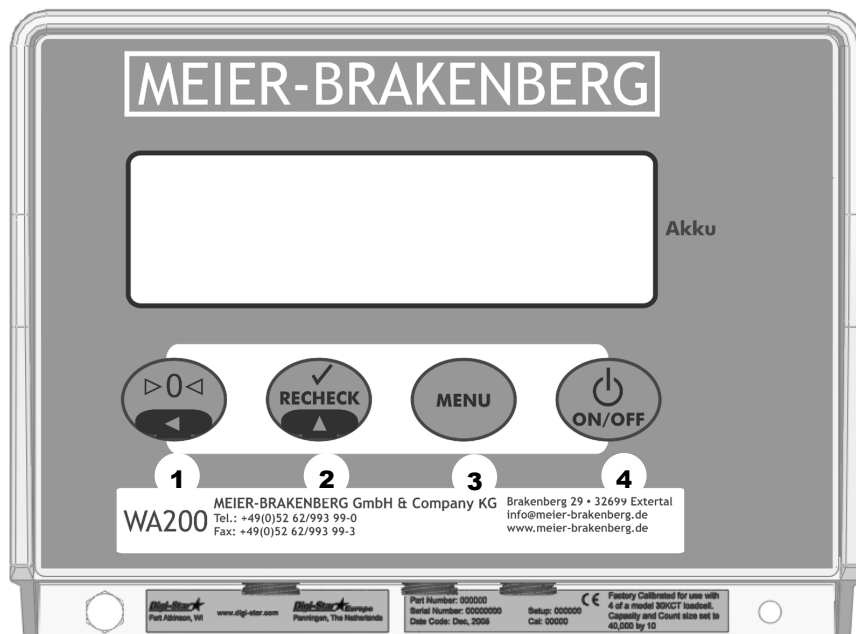 MEIER-BRAKENBERG
Akku
0
RECHECK
MENU
ON/OFF
1
2
3
4
WA200
MEIER-BRAKENBERG GmbH & Company KG
Tel.: +49(0)52 62/993 99-0
Fax: +49(0)52 62/993 99-3
Brakenberg 29 • 32699 Extertal
info@meier-brakenberg.de
www.meier-brakenberg.de
Digi-Star
Fort Atkinson, WI
www.digi-star.com
Digi-Star Europe
Panningen, The Netherlands
Part Number: 000000
Serial Number: 00000000
Date Code: Dec, 2005
Setup: 000000
Cal: 00000
CE
Factory Calibrated for use with
4 of a model 30KCT loadcell.
Capacity and Count size set to
40,000 by 10